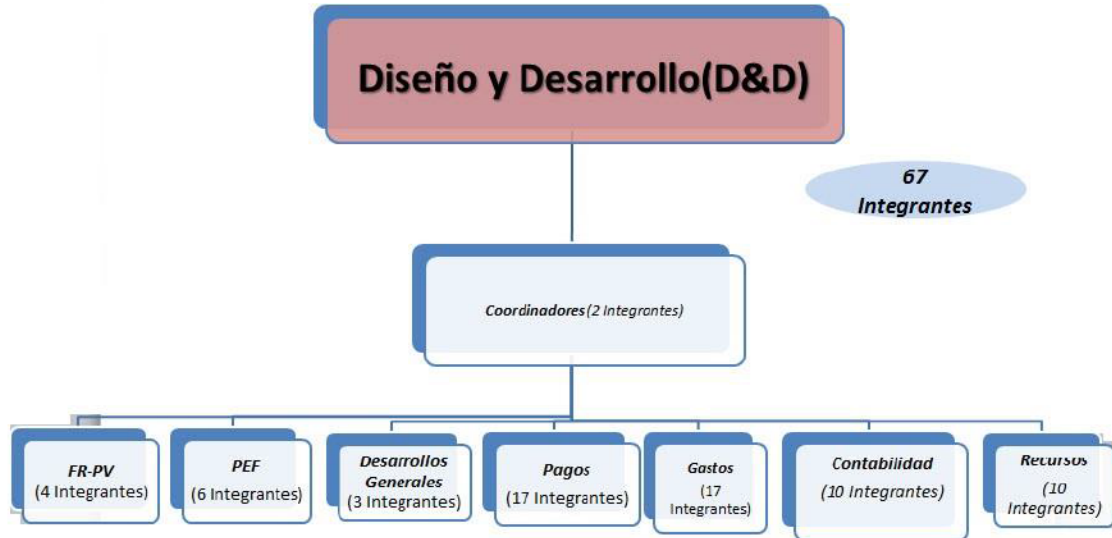 Diseño y Desarrollo(D&D)
67
Integrantes
Coordinadores(2 Integrantes)
FR-PV
(4 Integrantes)
PEF
(6 Integrantes)
Desarrollos
Generales
(3 Integrantes)
Pagos
(17 Integrantes)
Gastos
(17
Integrantes)
Contabilidad
(10 Integrantes)
Recursos
(10
Integrantes)